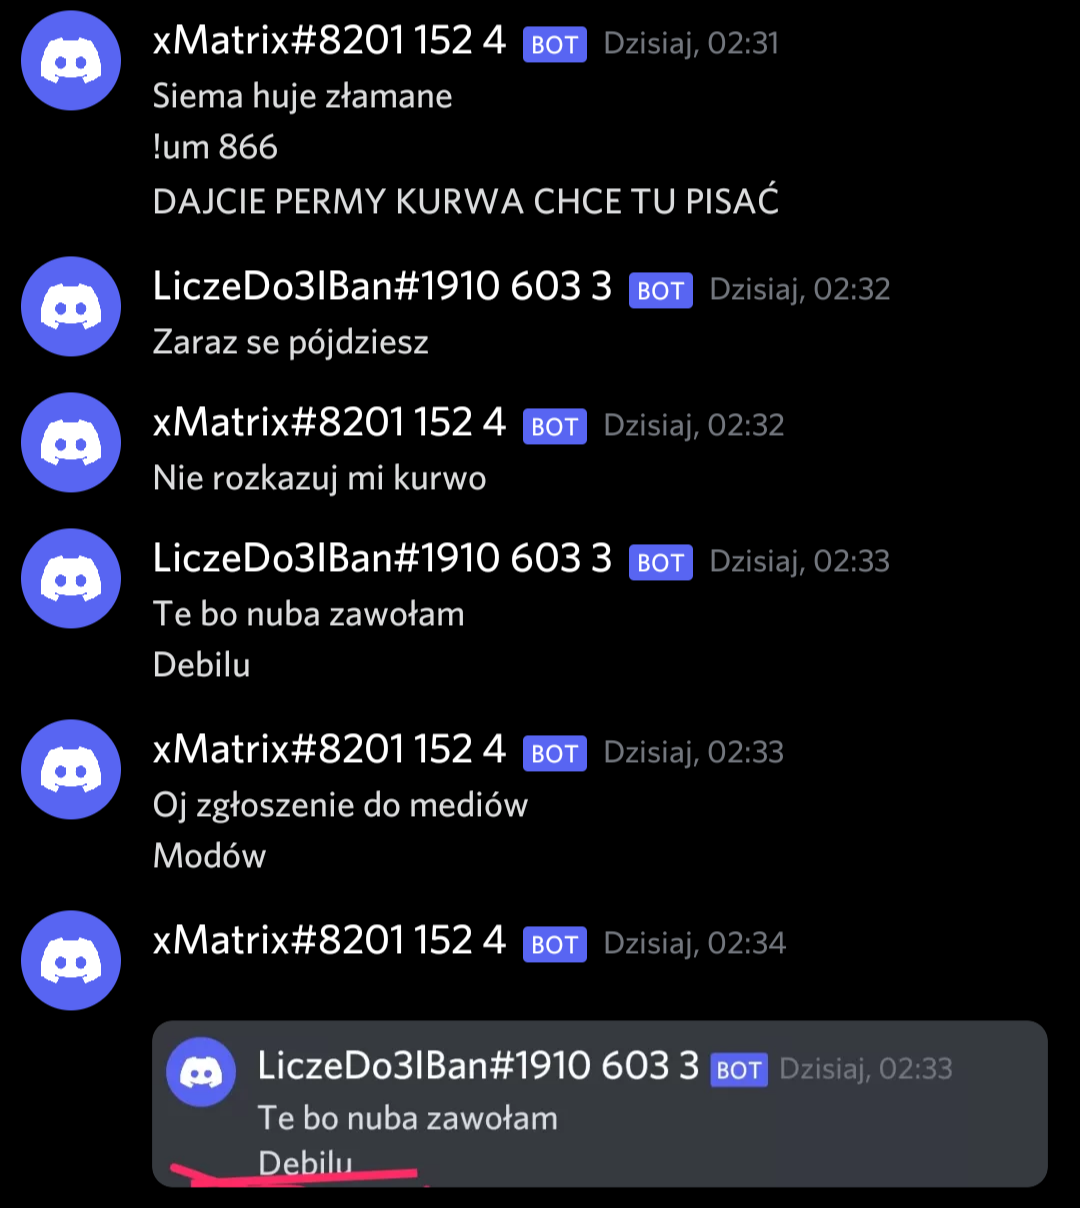 xMatrix#8201 152 4 BOT Dzisiaj, 02:31
Siema huje złamane
!um 866
DAJCIE PERMY KURWA CHCE TU PISAĆ
LiczeDo3IBan#1910 603 3 BOT Dzisiaj, 02:32
Zaraz se pójdziesz
xMatrix#8201 152 4 BOT Dzisiaj, 02:32
Nie rozkazuj mi kurwo
LiczeDo3IBan#1910 603 3 BOT Dzisiaj, 02:33
Te bo nuba zawołam
Debilu
xMatrix#8201 152 4 BOT Dzisiaj, 02:33
Oj zgłoszenie do mediów
Modów
xMatrix#8201 152 4 BOT Dzisiaj, 02:34
LiczeDo3IBan#1910 603 3 BOT Dzisiaj, 02:33
Te bo nuba zawołam
Debilu